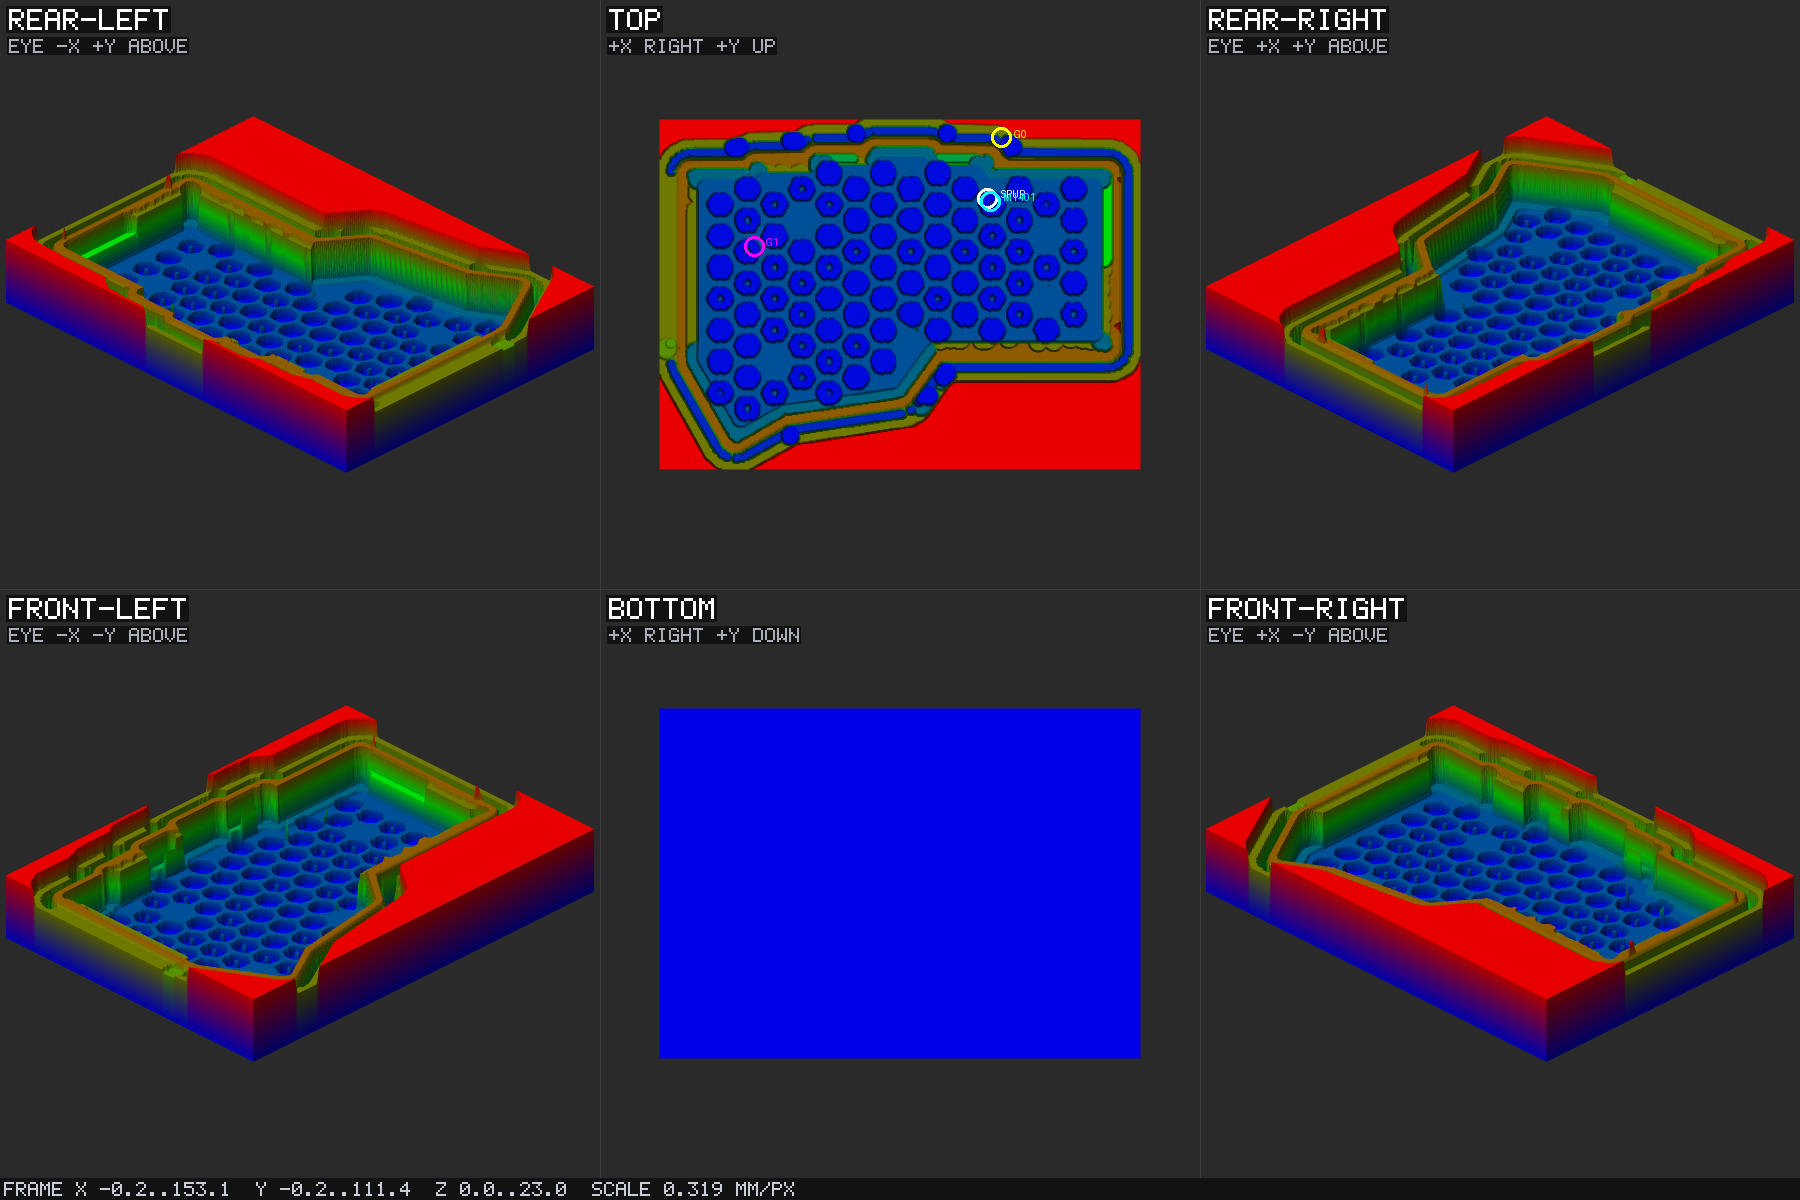 REAR-LEFT
EYE -X +Y ABOVE
TOP
+X RIGHT +Y UP
REAR-RIGHT
EYE +X +Y ABOVE
G0
G1
FRONT-LEFT
EYE -X -Y ABOVE
BOTTOM
+X RIGHT +Y DOWN
FRONT-RIGHT
EYE +X -Y ABOVE
FRAME X -0.2..153.1 Y -0.2..111.4 Z 0.0..23.0 SCALE 0.319 MM/PX